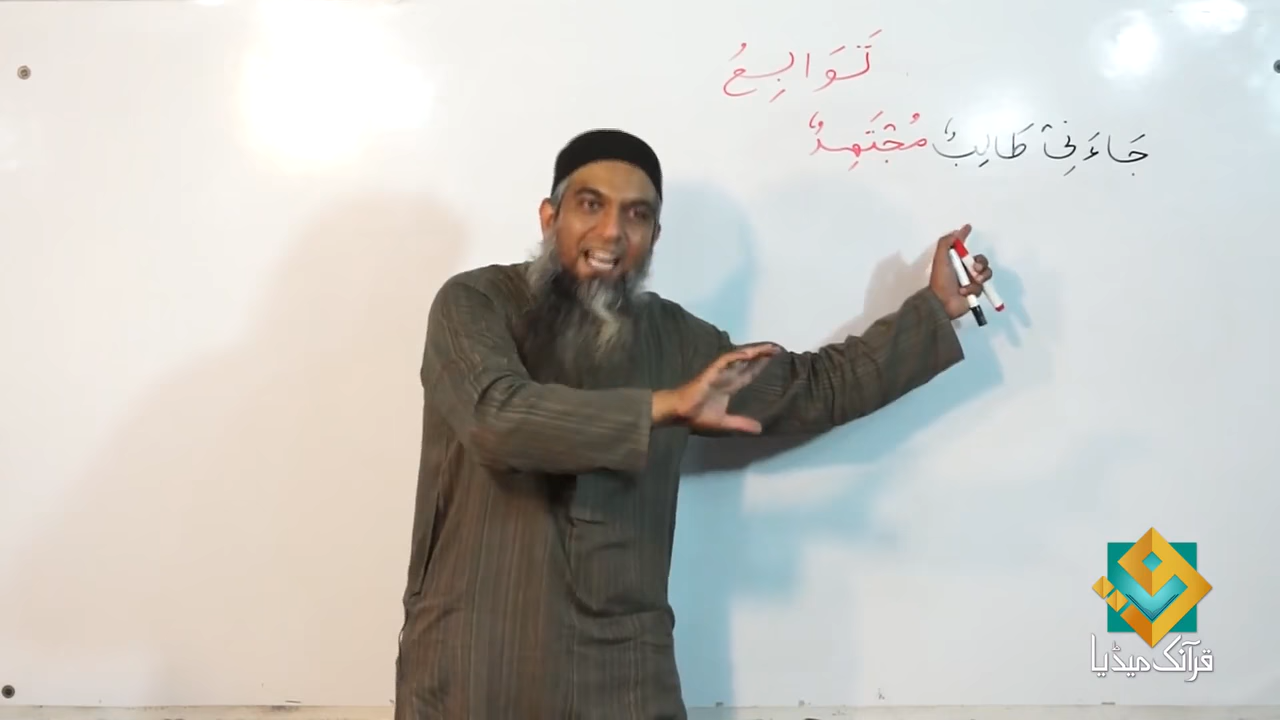 تَوَابِعُ
جَاءَنِیْ طَالِبٌ مُجْتَهِدٌ
قرآنک میڈیا